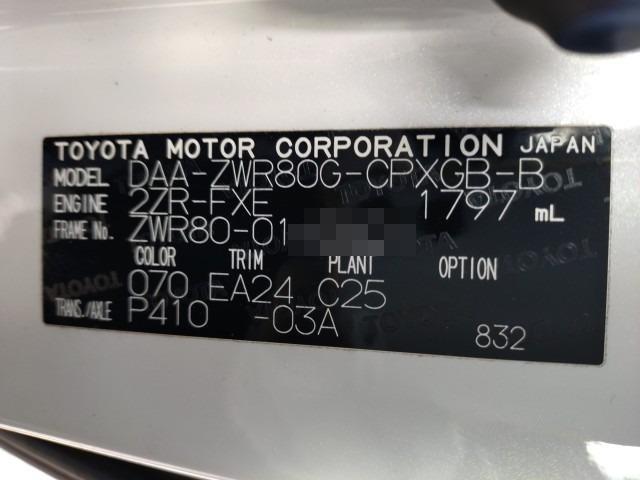 TOYOTA MOTOR CORPORATION JAPAN
MODEL DAA-ZWR80G-CPXGB-B
ENGINE 2ZR-FXE 1797 mL
FRAME No. ZWR80-01
COLOR TRIM PLANT OPTION
070 EA24 C25
TRANS./AXLE P410 -03A
832